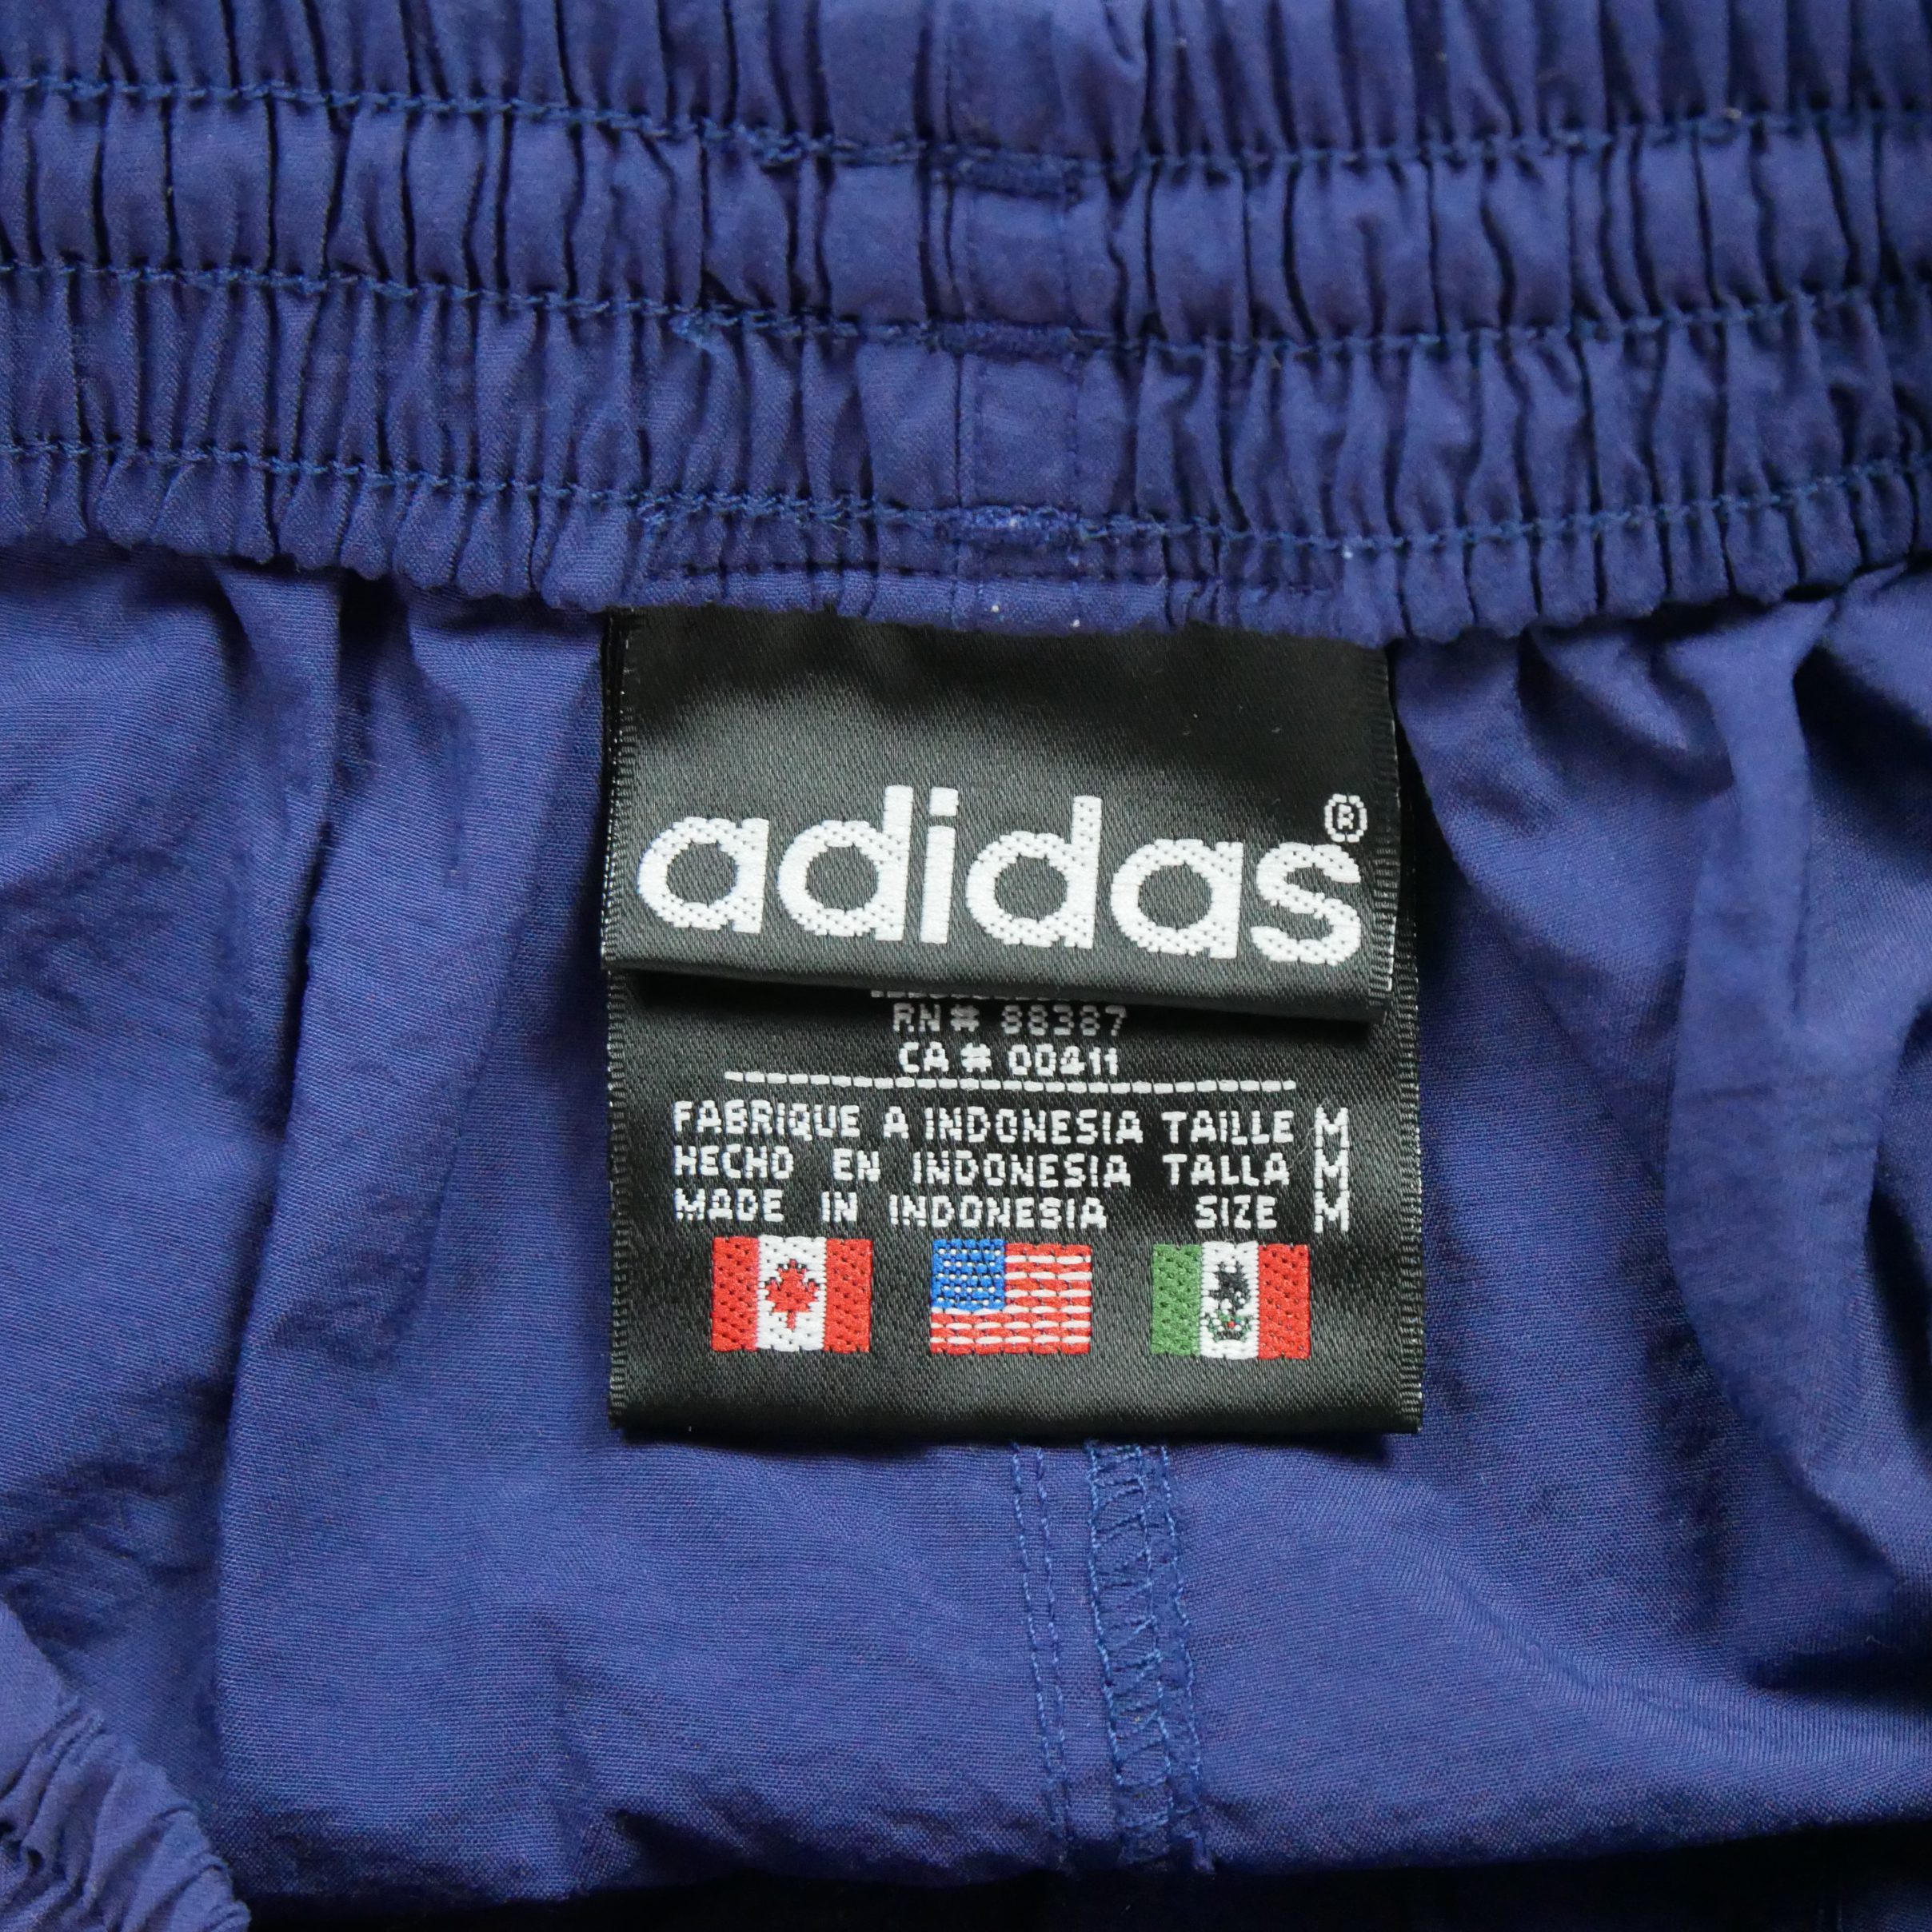 adidas®
RN# 88387
CA# 00411
FABRIQUE A INDONESIA TAILLE M
HECHO EN INDONESIA TALLA M
MADE IN INDONESIA SIZE M